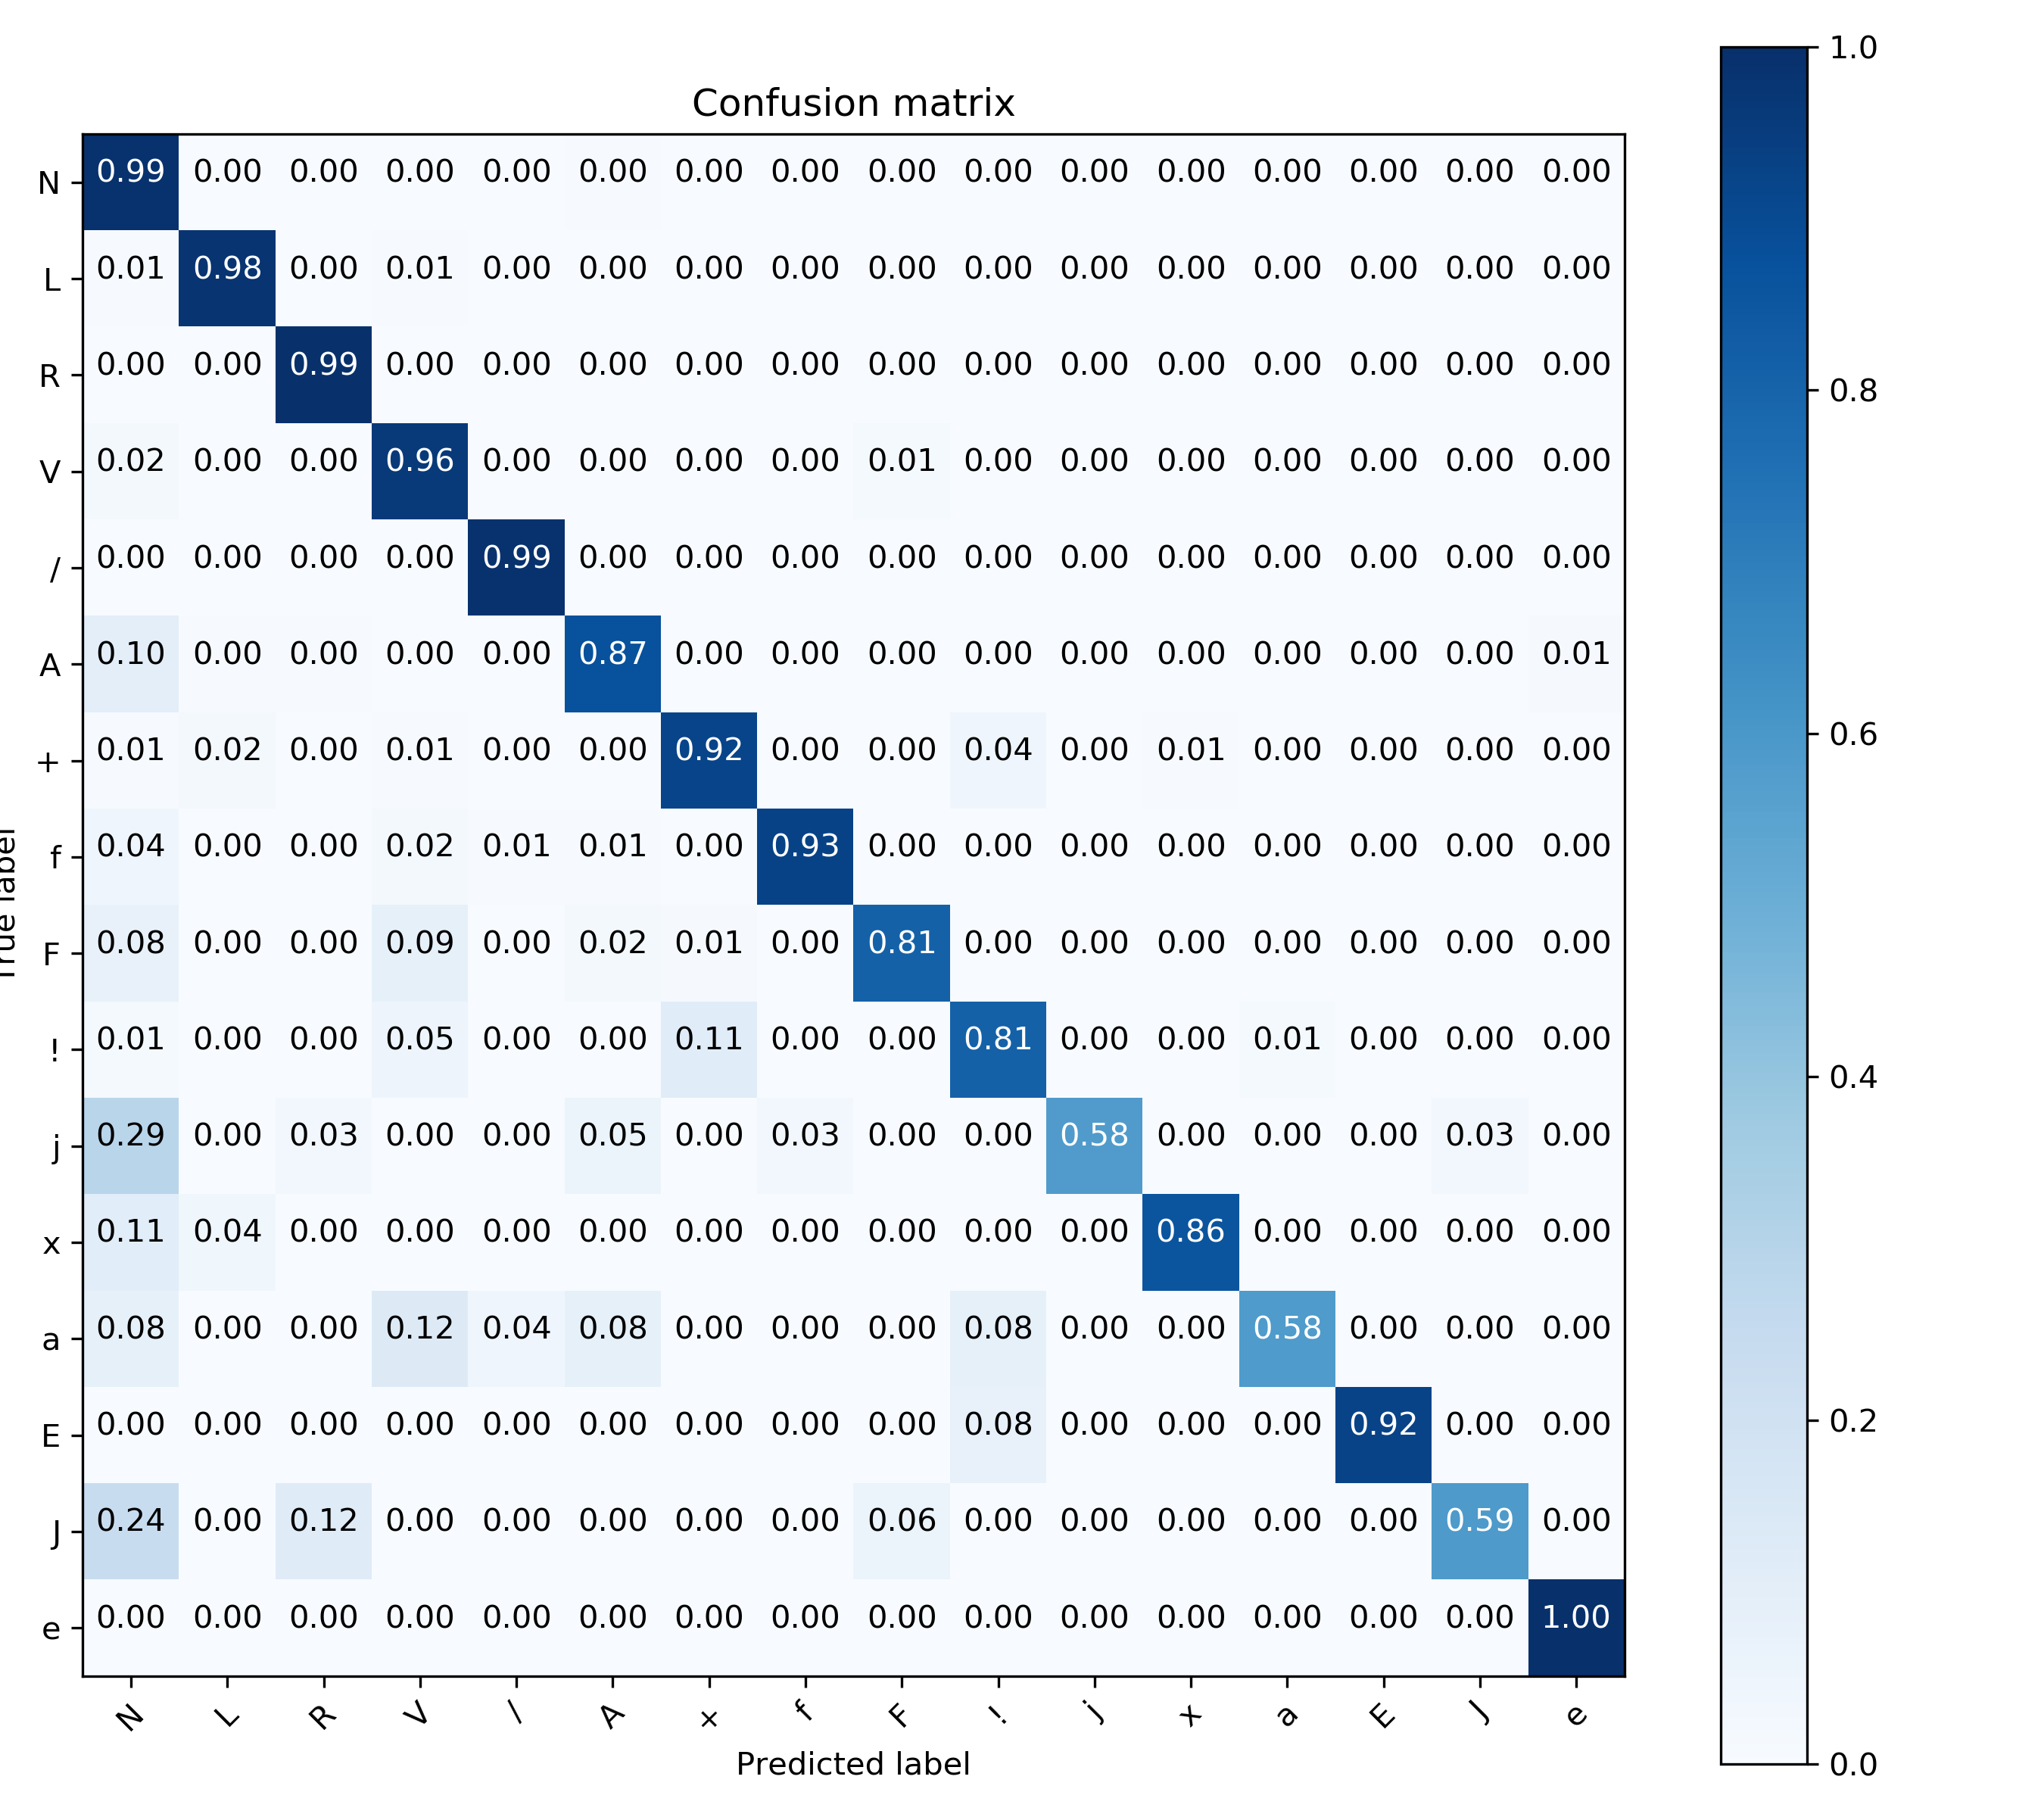 Confusion matrix
1.0
N 0.99 0.00 0.00 0.00 0.00 0.00 0.00 0.00 0.00 0.00 0.00 0.00 0.00 0.00 0.00 0.00
L 0.01 0.98 0.00 0.01 0.00 0.00 0.00 0.00 0.00 0.00 0.00 0.00 0.00 0.00 0.00 0.00
R 0.00 0.00 0.99 0.00 0.00 0.00 0.00 0.00 0.00 0.00 0.00 0.00 0.00 0.00 0.00 0.00
0.8
V 0.02 0.00 0.00 0.96 0.00 0.00 0.00 0.00 0.01 0.00 0.00 0.00 0.00 0.00 0.00 0.00
/ 0.00 0.00 0.00 0.00 0.99 0.00 0.00 0.00 0.00 0.00 0.00 0.00 0.00 0.00 0.00 0.00
A 0.10 0.00 0.00 0.00 0.00 0.87 0.00 0.00 0.00 0.00 0.00 0.00 0.00 0.00 0.00 0.01
0.6
+ 0.01 0.02 0.00 0.01 0.00 0.00 0.92 0.00 0.00 0.04 0.00 0.01 0.00 0.00 0.00 0.00
f 0.04 0.00 0.00 0.02 0.01 0.01 0.00 0.93 0.00 0.00 0.00 0.00 0.00 0.00 0.00 0.00
True label
F 0.08 0.00 0.00 0.09 0.00 0.02 0.01 0.00 0.81 0.00 0.00 0.00 0.00 0.00 0.00 0.00
! 0.01 0.00 0.00 0.05 0.00 0.00 0.11 0.00 0.00 0.81 0.00 0.00 0.01 0.00 0.00 0.00
0.4
j 0.29 0.00 0.03 0.00 0.00 0.05 0.00 0.03 0.00 0.00 0.58 0.00 0.00 0.00 0.03 0.00
x 0.11 0.04 0.00 0.00 0.00 0.00 0.00 0.00 0.00 0.00 0.00 0.86 0.00 0.00 0.00 0.00
a 0.08 0.00 0.00 0.12 0.04 0.08 0.00 0.00 0.00 0.08 0.00 0.00 0.58 0.00 0.00 0.00
0.2
E 0.00 0.00 0.00 0.00 0.00 0.00 0.00 0.00 0.00 0.08 0.00 0.00 0.00 0.92 0.00 0.00
J 0.24 0.00 0.12 0.00 0.00 0.00 0.00 0.00 0.06 0.00 0.00 0.00 0.00 0.00 0.59 0.00
e 0.00 0.00 0.00 0.00 0.00 0.00 0.00 0.00 0.00 0.00 0.00 0.00 0.00 0.00 0.00 1.00
N L R V / A + f F ! j x a E J e
Predicted label
0.0